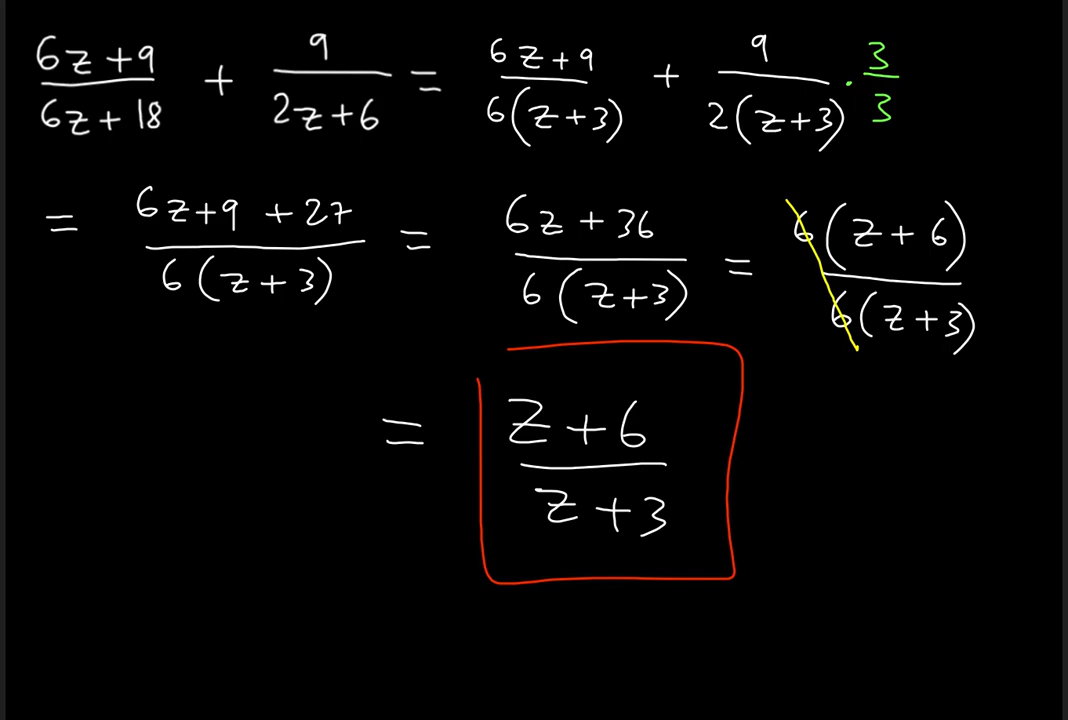 (6z+9)/(6z+18) + 9/(2z+6) = (6z+9)/(6(z+3)) + 9/(2(z+3)) · 3/3
= (6z+9+27)/(6(z+3)) = (6z+36)/(6(z+3)) = (6(z+6))/(6(z+3))
= (z+6)/(z+3)